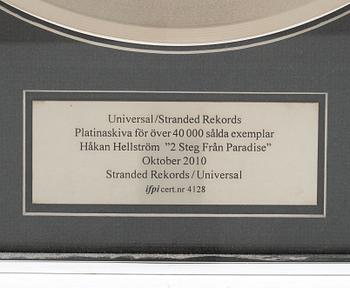 Universal/Stranded Rekords
Platinaskiva för över 40 000 sålda exemplar
Håkan Hellström ”2 Steg Från Paradise”
Oktober 2010
Stranded Rekords/Universal
ifpi cert.nr 4128